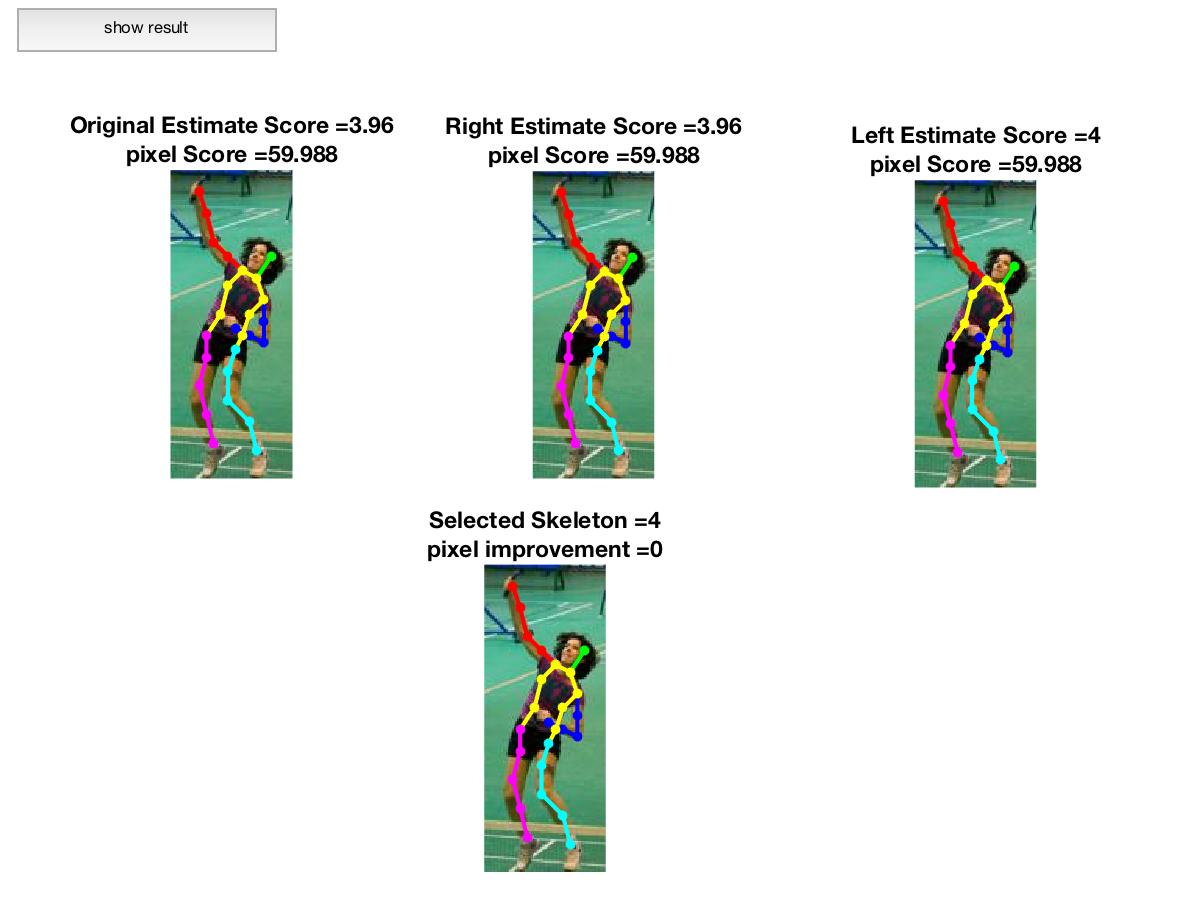 show result
Original Estimate Score =3.96
pixel Score =59.988
Right Estimate Score =3.96
pixel Score =59.988
Left Estimate Score =4
pixel Score =59.988
Selected Skeleton =4
pixel improvement =0